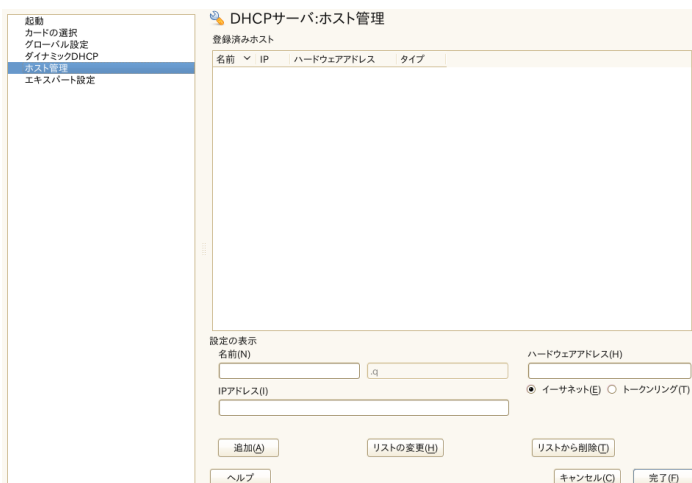 起動
カードの選択
グローバル設定
ダイナミックDHCP
ホスト管理
エキスパート設定
DHCPサーバ:ホスト管理
登録済みホスト
名前 IP ハードウェアアドレス タイプ
設定の表示
名前(N) ハードウェアアドレス(H)
.q
IPアドレス(I) イーサネット(E) トークンリング(T)
追加(A) リストの変更(H) リストから削除(T)
ヘルプ キャンセル(C) 完了(F)